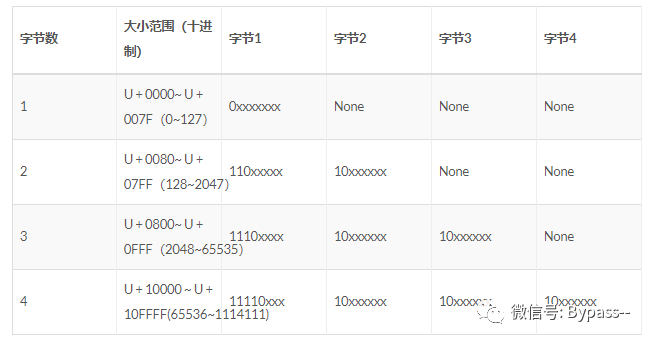 字节数 大小范围（十进制） 字节1 字节2 字节3 字节4
1 U+0000~U+007F（0~127） 0xxxxxxx None None None
2 U+0080~U+07FF（128~2047） 110xxxxx 10xxxxxx None None
3 U+0800~U+0FFF（2048~65535） 1110xxxx 10xxxxxx 10xxxxxx None
4 U+10000~U+10FFFF(65536~1114111) 11110xxx 10xxxxxx 10xxxxxx 10xxxxxx
微信号: Bypass--